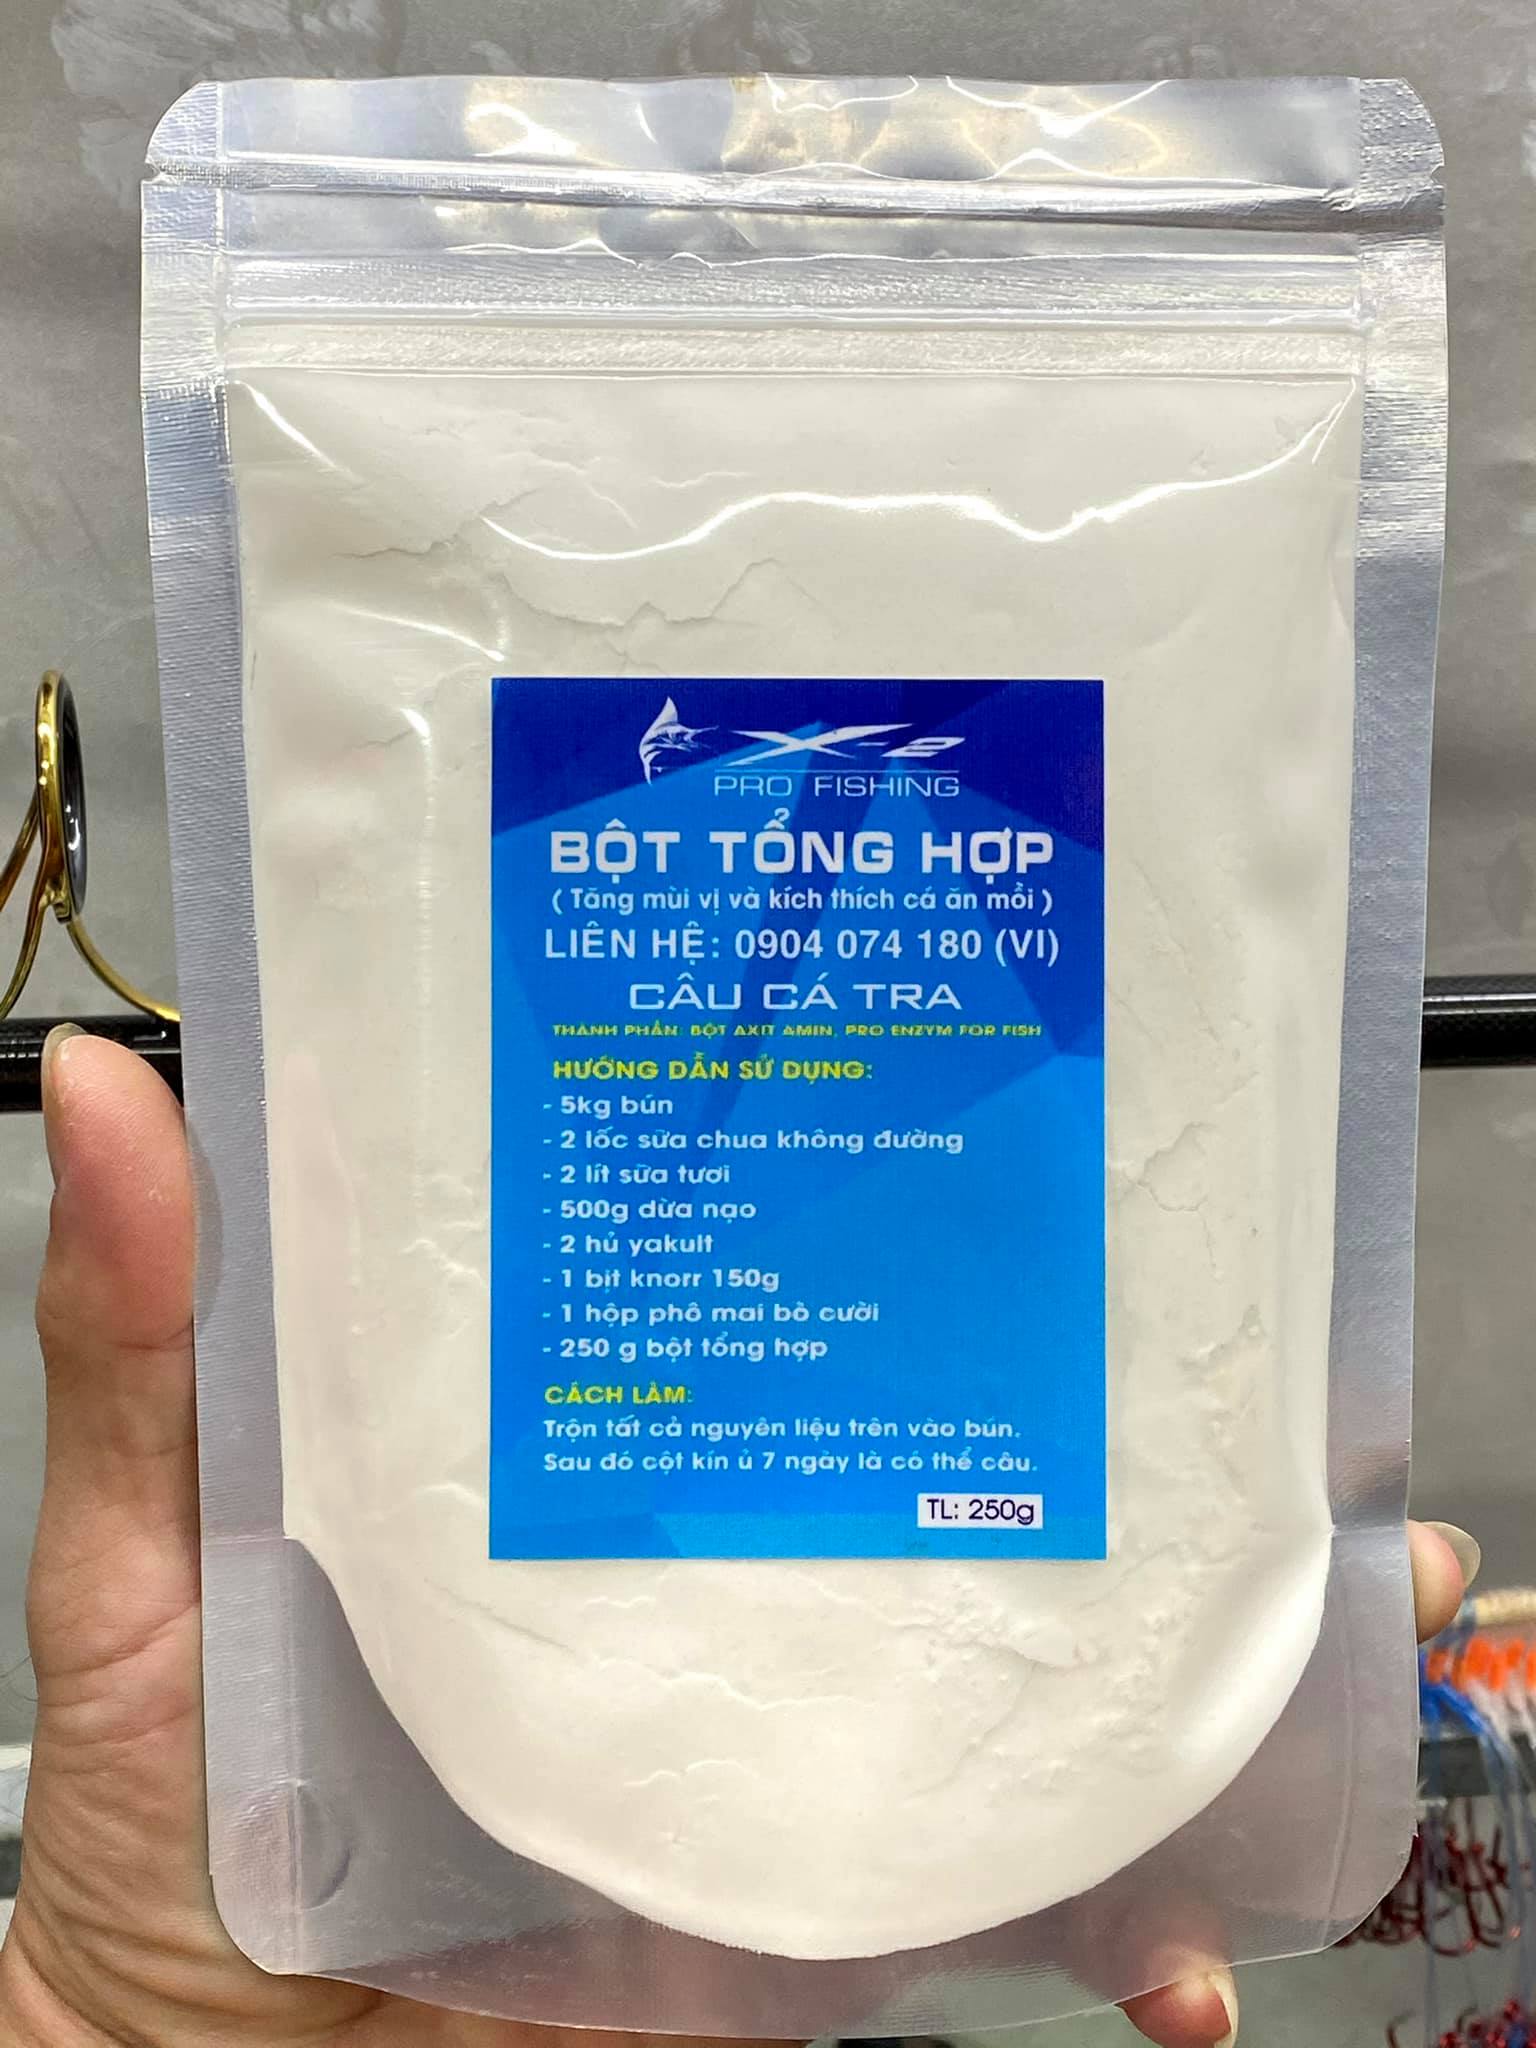 X-2
PRO FISHING
BỘT TỔNG HỢP
( Tăng mùi vị và kích thích cá ăn mồi )
LIÊN HỆ: 0904 074 180 (VI)
CÂU CÁ TRA
THÀNH PHẦN: BỘT AXIT AMIN, PRO ENZYM FOR FISH
HƯỚNG DẪN SỬ DỤNG:
- 5kg bún
- 2 lốc sữa chua không đường
- 2 lít sữa tươi
- 500g dừa nạo
- 2 hủ yakult
- 1 bịt knorr 150g
- 1 hộp phô mai bò cười
- 250 g bột tổng hợp
CÁCH LÀM:
Trộn tất cả nguyên liệu trên vào bún.
Sau đó cột kín ủ 7 ngày là có thể câu.
TL: 250g